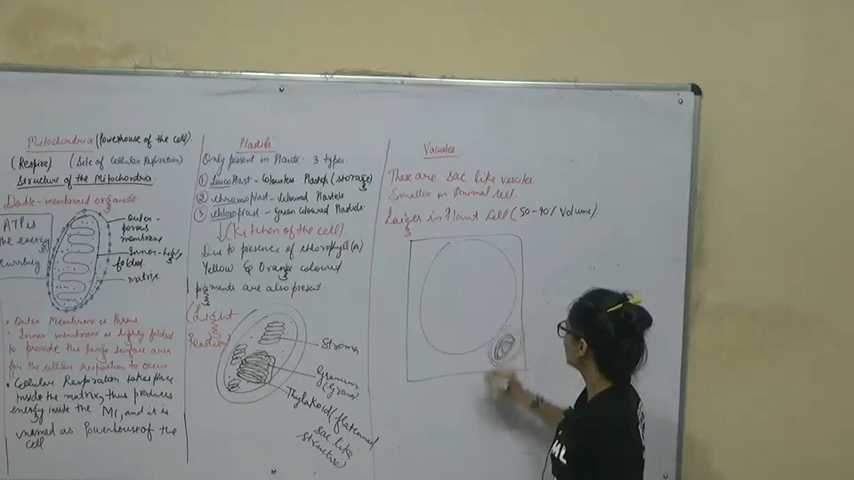 Mitochondria (Powerhouse of the cell)
(Respire) (Site of Cellular Respiration)
Structure of the Mitochondria
Double-membrand organelle
ATP is
the energy
currency
Outer-
porous
membrane
Inner-highly
folded
matrix
• Outer Membrane is Porous
• Inner membrane is highly folded
to provide the large surface area
for the cellular respiration to occur
• Cellular Respiration takes place
inside the matrix, thus produces
energy inside the MI, and it is
named as Powerhouse of the
cell
Plastids
Only present in Plants. 3 types
① Leucoplast - Colourless Plastids (storage)
② chromoplast - coloured Plastids
③ chloroplast - Green coloured Plastids
(Kitchen of the cell)
Due to presence of chlorophyll (n)
Yellow & Orange coloured
pigments are also present
(Light
Reaction)
Stroma
Granum
(Grana)
Thylakoid (flattened
sac like
structure)
Vacuoles
These are sac like vesicles
Smaller in Animal cell.
Larger in Plant Cell (50-90% Volume)